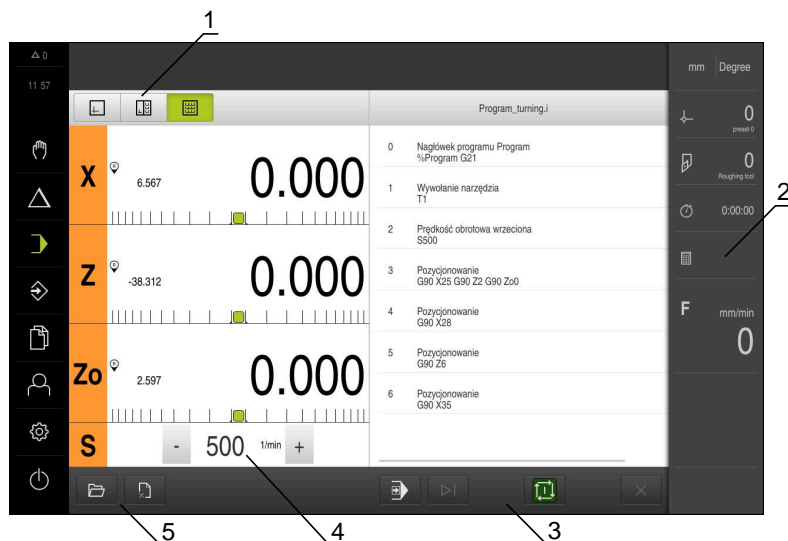 1
0
11 57
mm Degree
Program_turning.i
0
preset 0
0
Roughing tool
0:00:00
2
F mm/min
0
X R 6.567 0.000
Z R -38.312 0.000
Zo R 2.597 0.000
S - 500 1/min +
0 Nagłówek programu Program
%Program G21
1 Wywołanie narzędzia
T1
2 Prędkość obrotowa wrzeciona
S500
3 Pozycjonowanie
G90 X25 G90 Z2 G90 Zo0
4 Pozycjonowanie
G90 X28
5 Pozycjonowanie
G90 Z6
6 Pozycjonowanie
G90 X35
5
4
3